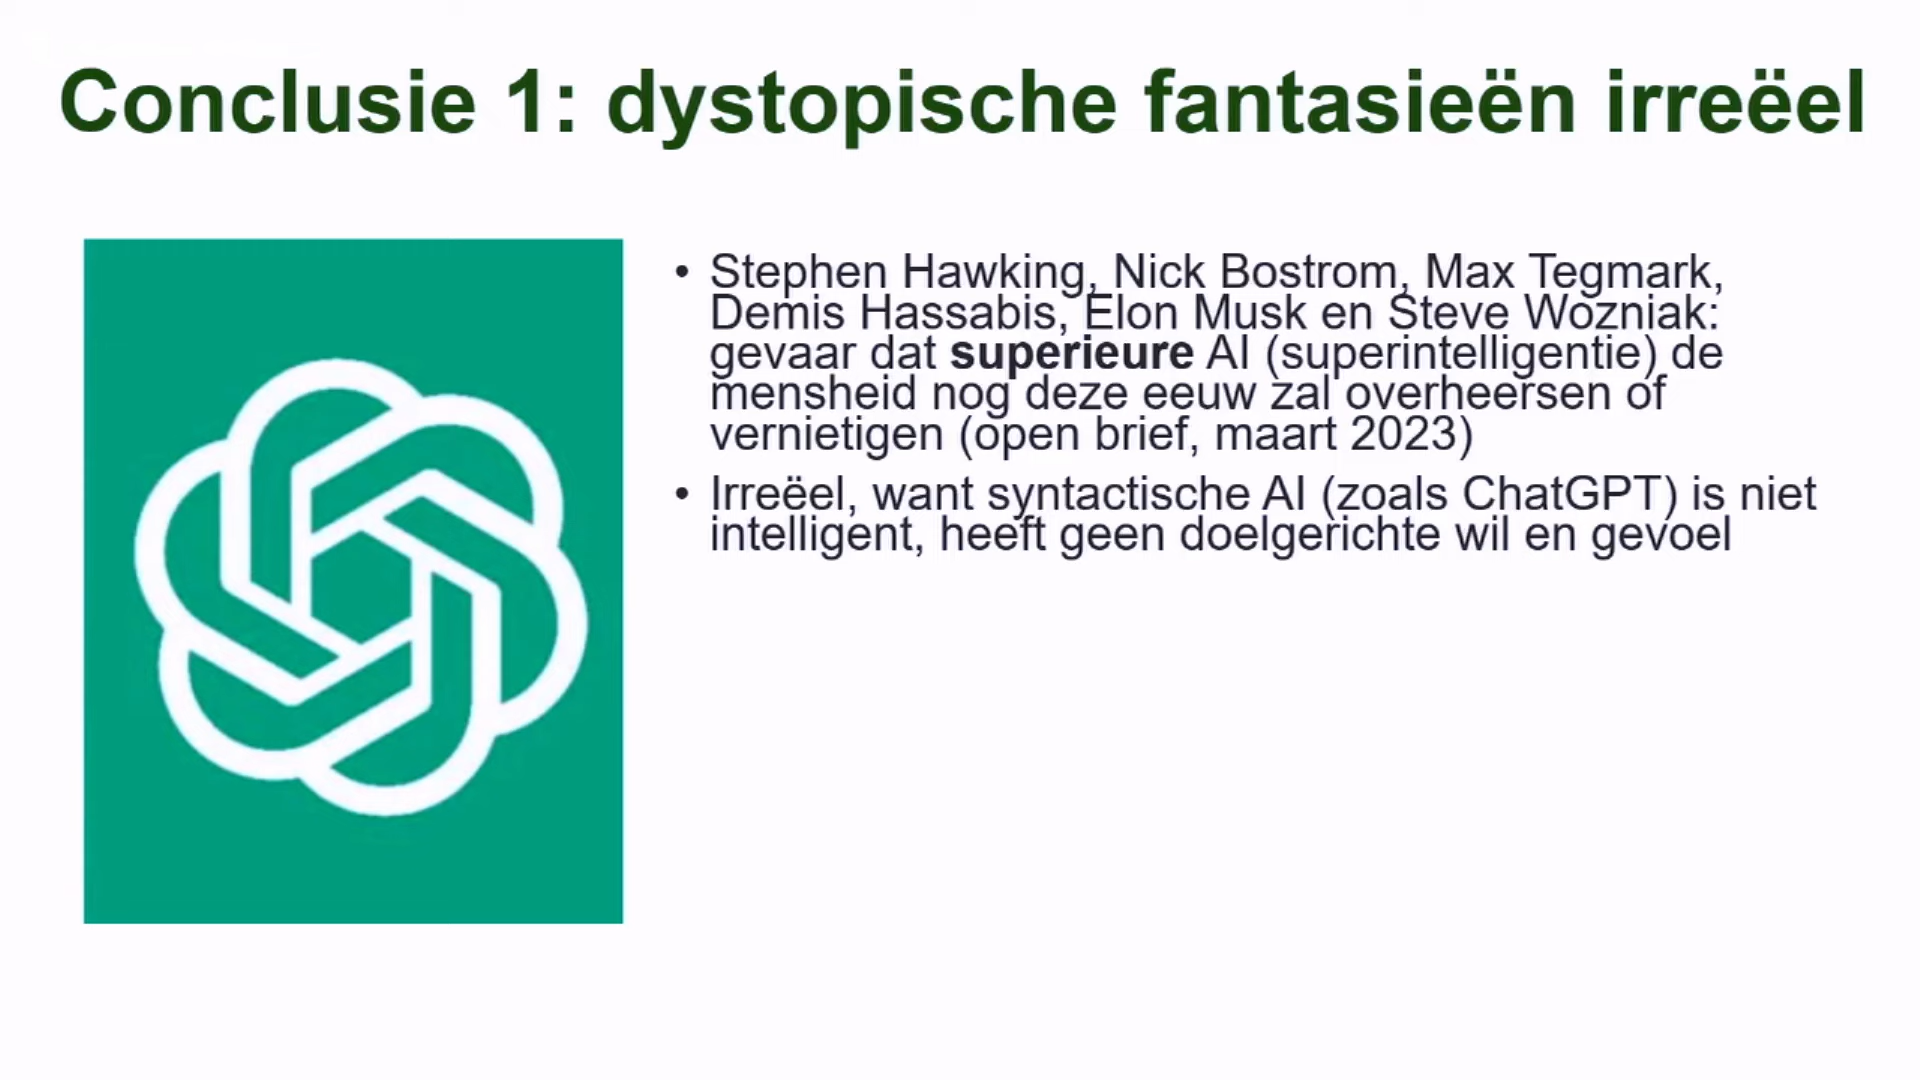 Conclusie 1: dystopische fantasieën irreëel
• Stephen Hawking, Nick Bostrom, Max Tegmark,
Demis Hassabis, Elon Musk en Steve Wozniak:
gevaar dat superieure AI (superintelligentie) de
mensheid nog deze eeuw zal overheersen of
vernietigen (open brief, maart 2023)
• Irreëel, want syntactische AI (zoals ChatGPT) is niet
intelligent, heeft geen doelgerichte wil en gevoel